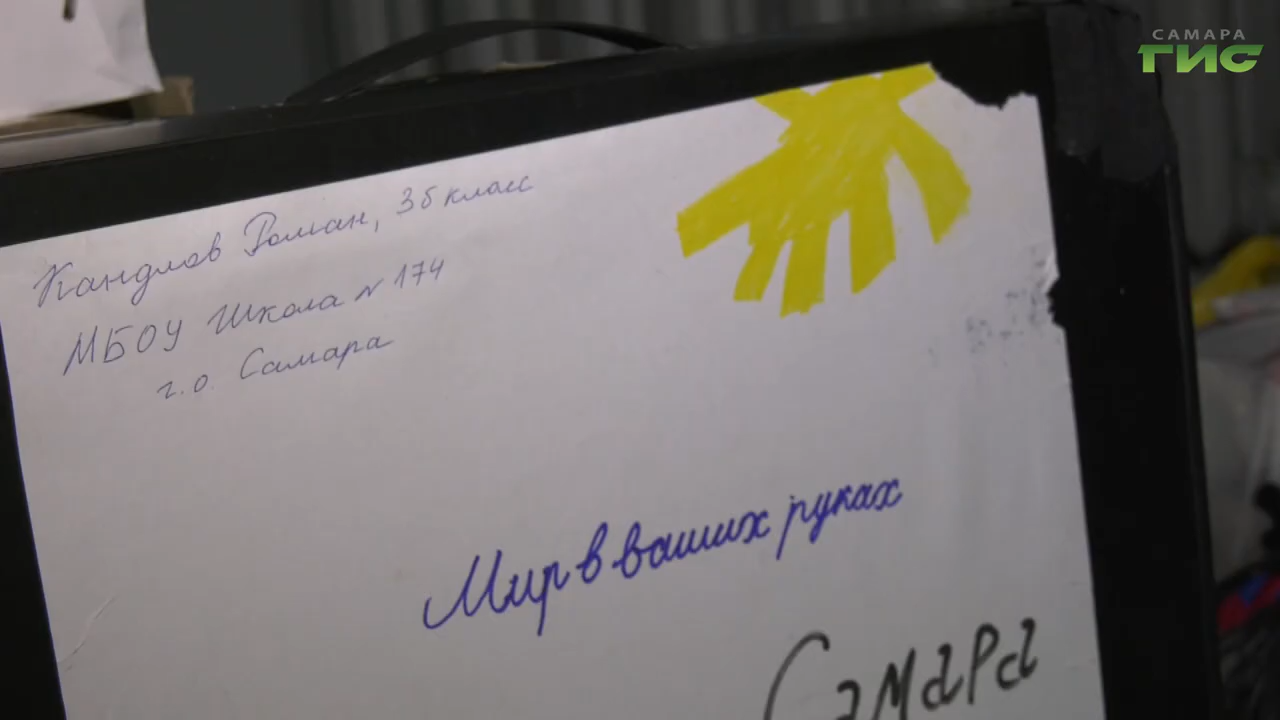 САМАРА
ГИС
Кандлов Роман, 3б класс
МБОУ Школа № 174
г.о. Самара
Мир в ваших руках
Самара